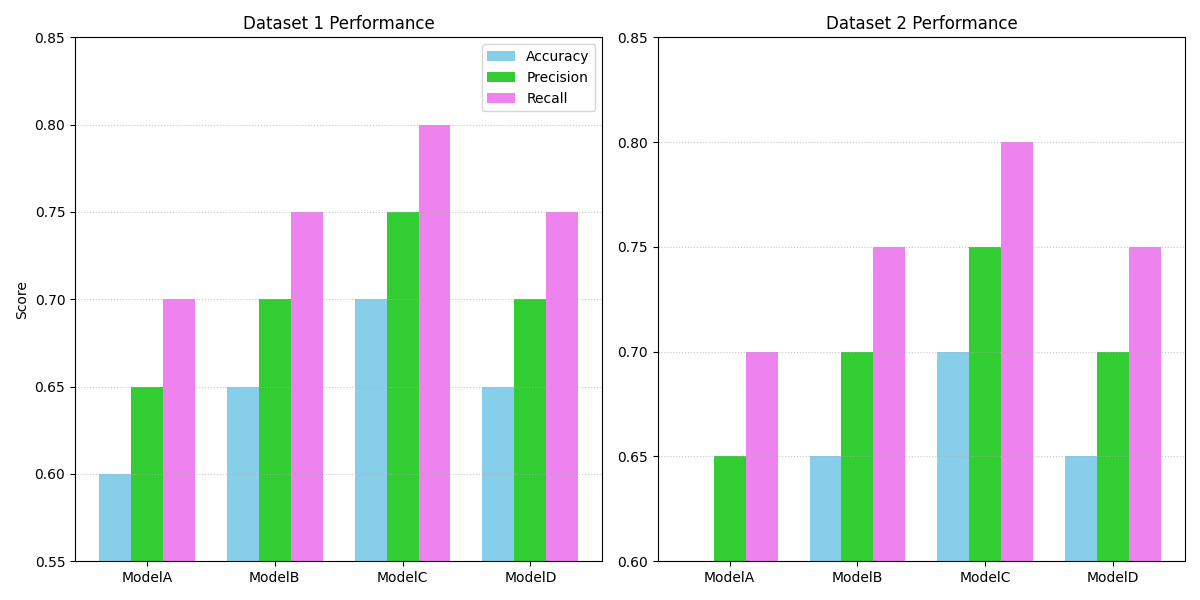 Dataset 1 Performance
Score
0.85
0.80
0.75
0.70
0.65
0.60
0.55
Accuracy
Precision
Recall
ModelA
ModelB
ModelC
ModelD
Dataset 2 Performance
0.85
0.80
0.75
0.70
0.65
0.60
ModelA
ModelB
ModelC
ModelD